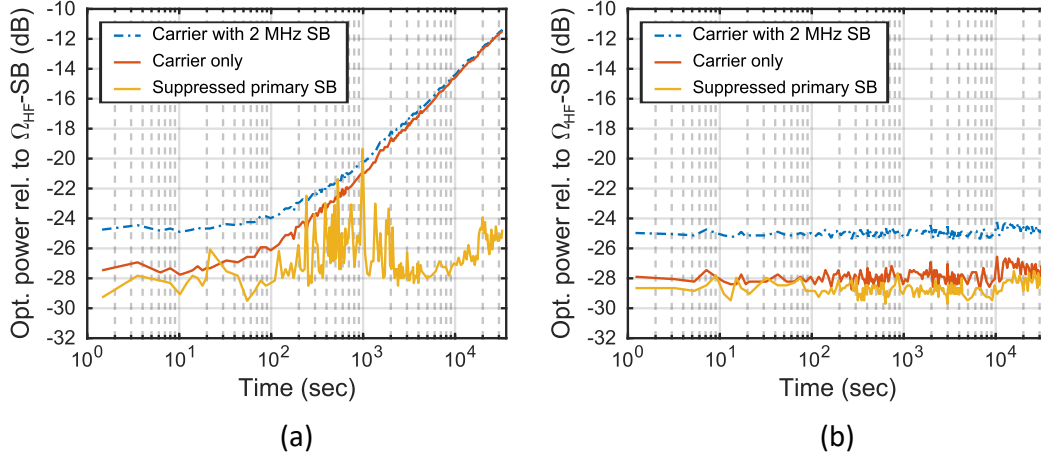 Opt. power rel. to Ω_HF-SB (dB)
-10
-12
-14
-16
-18
-20
-22
-24
-26
-28
-30
-32
Carrier with 2 MHz SB
Carrier only
Suppressed primary SB
10^0 10^1 10^2 10^3 10^4
Time (sec)
(a)
Opt. power rel. to Ω_HF-SB (dB)
-10
-12
-14
-16
-18
-20
-22
-24
-26
-28
-30
-32
Carrier with 2 MHz SB
Carrier only
Suppressed primary SB
10^0 10^1 10^2 10^3 10^4
Time (sec)
(b)